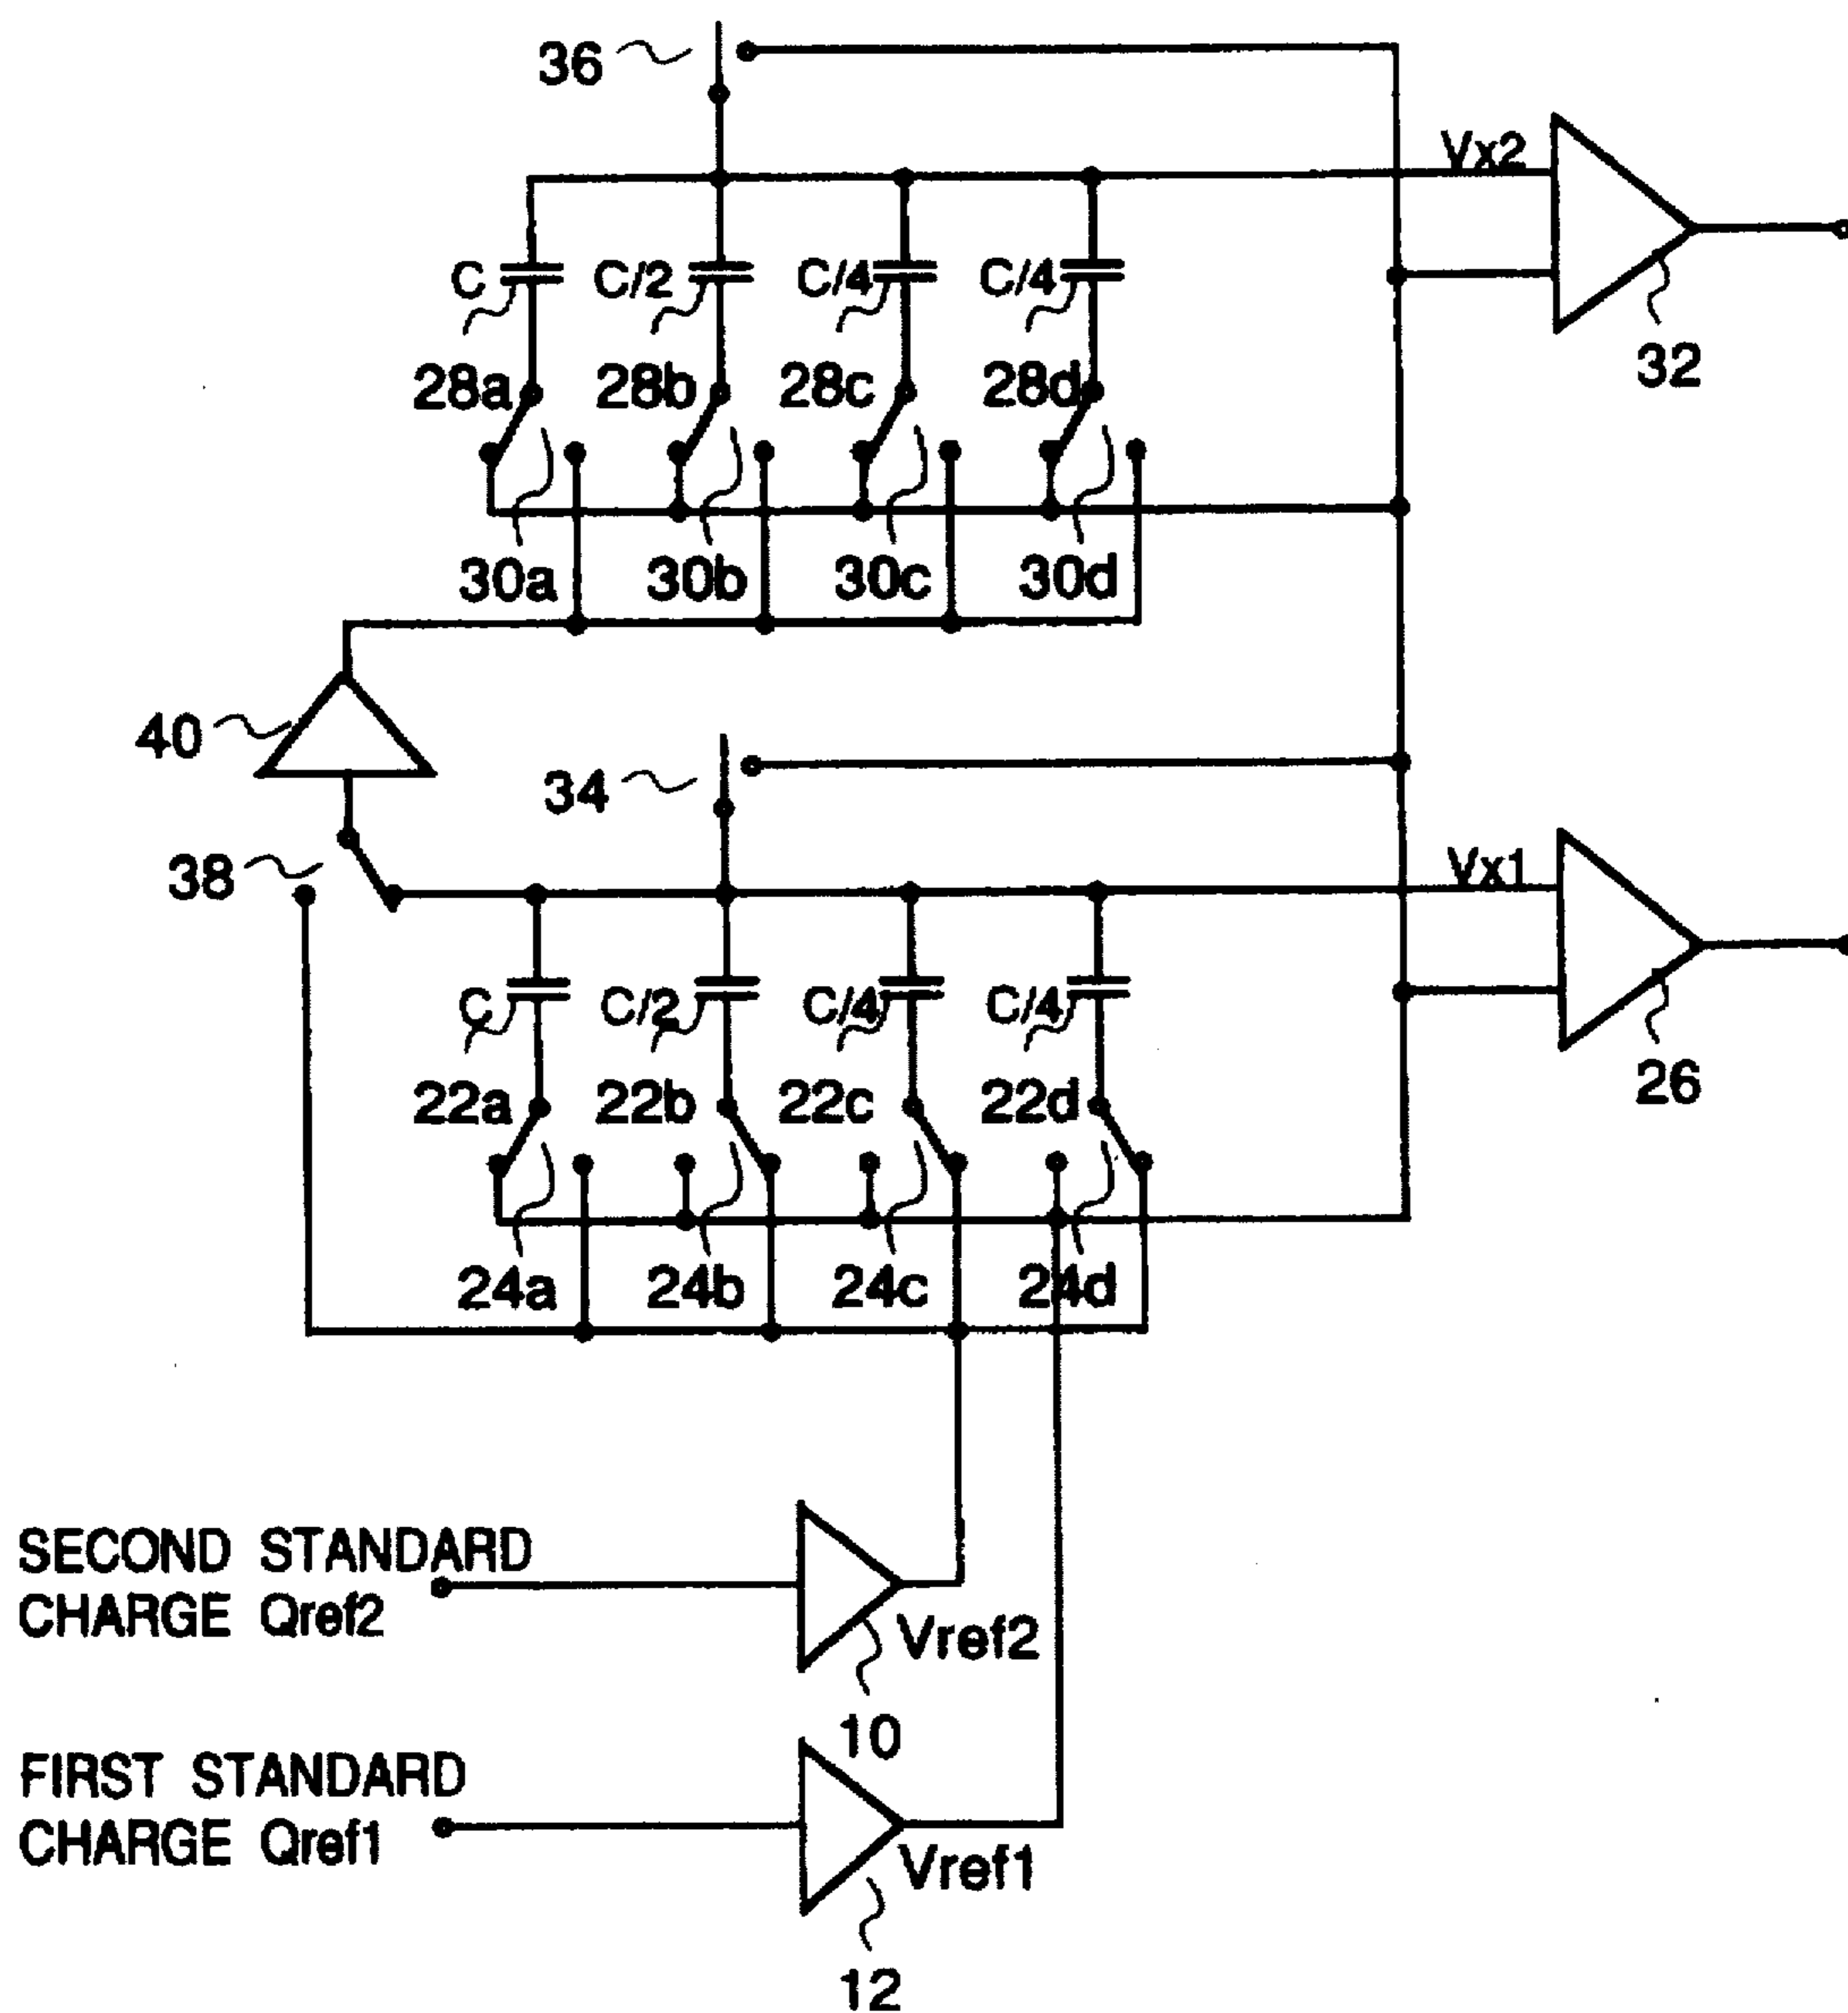 36
Vx2
C C/2 C/4 C/4
32
28a 28b 28c 28d
30a 30b 30c 30d
40
34
38
Vx1
C C/2 C/4 C/4
26
22a 22b 22c 22d
24a 24b 24c 24d
SECOND STANDARD
CHARGE Qref2
Vref2
10
FIRST STANDARD
CHARGE Qref1
Vref1
12